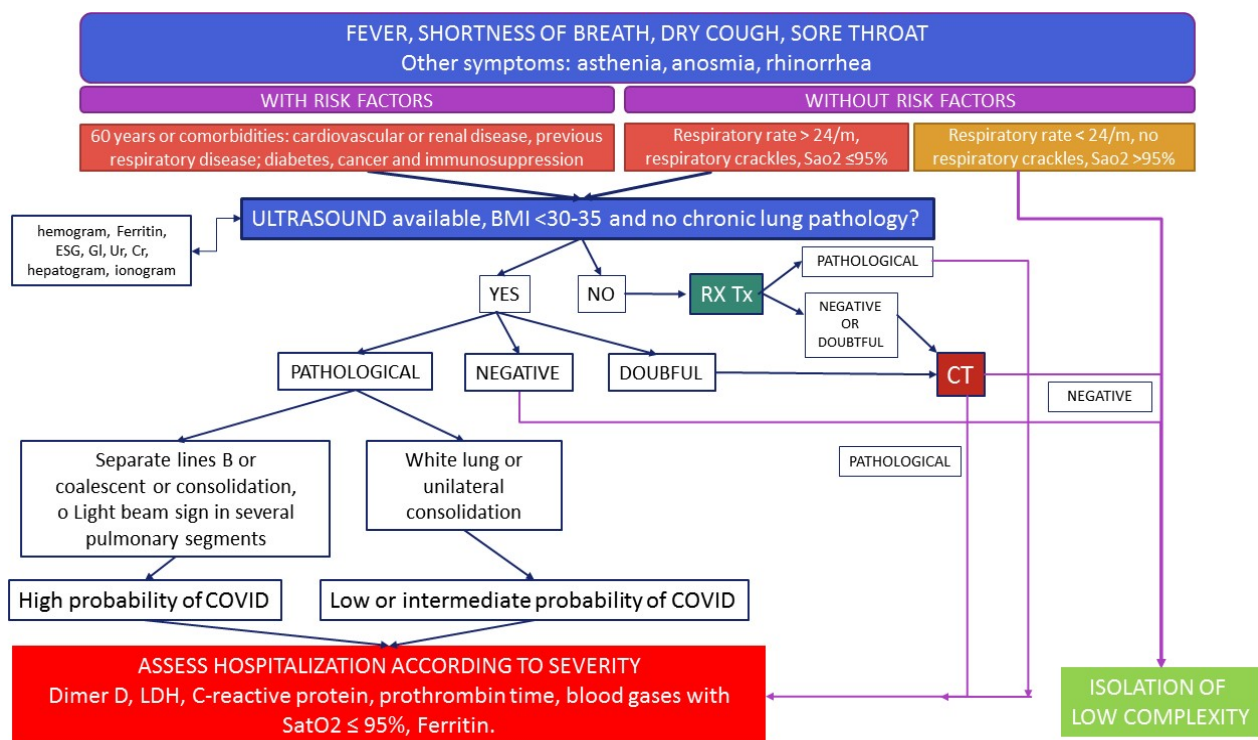 FEVER, SHORTNESS OF BREATH, DRY COUGH, SORE THROAT
Other symptoms: asthenia, anosmia, rhinorrhea
WITH RISK FACTORS
WITHOUT RISK FACTORS
60 years or comorbidities: cardiovascular or renal disease, previous
respiratory disease; diabetes, cancer and immunosuppression
Respiratory rate > 24/m,
respiratory crackles, Sao2 ≤95%
Respiratory rate < 24/m, no
respiratory crackles, Sao2 >95%
ULTRASOUND available, BMI <30-35 and no chronic lung pathology?
hemogram, Ferritin,
ESG, Gl, Ur, Cr,
hepatogram, ionogram
YES
NO
RX Tx
PATHOLOGICAL
NEGATIVE
OR
DOUBTFUL
PATHOLOGICAL
NEGATIVE
DOUBFUL
CT
NEGATIVE
PATHOLOGICAL
Separate lines B or
coalescent or consolidation,
o Light beam sign in several
pulmonary segments
White lung or
unilateral
consolidation
High probability of COVID
Low or intermediate probability of COVID
ASSESS HOSPITALIZATION ACCORDING TO SEVERITY
Dimer D, LDH, C-reactive protein, prothrombin time, blood gases with
SatO2 ≤ 95%, Ferritin.
ISOLATION OF
LOW COMPLEXITY